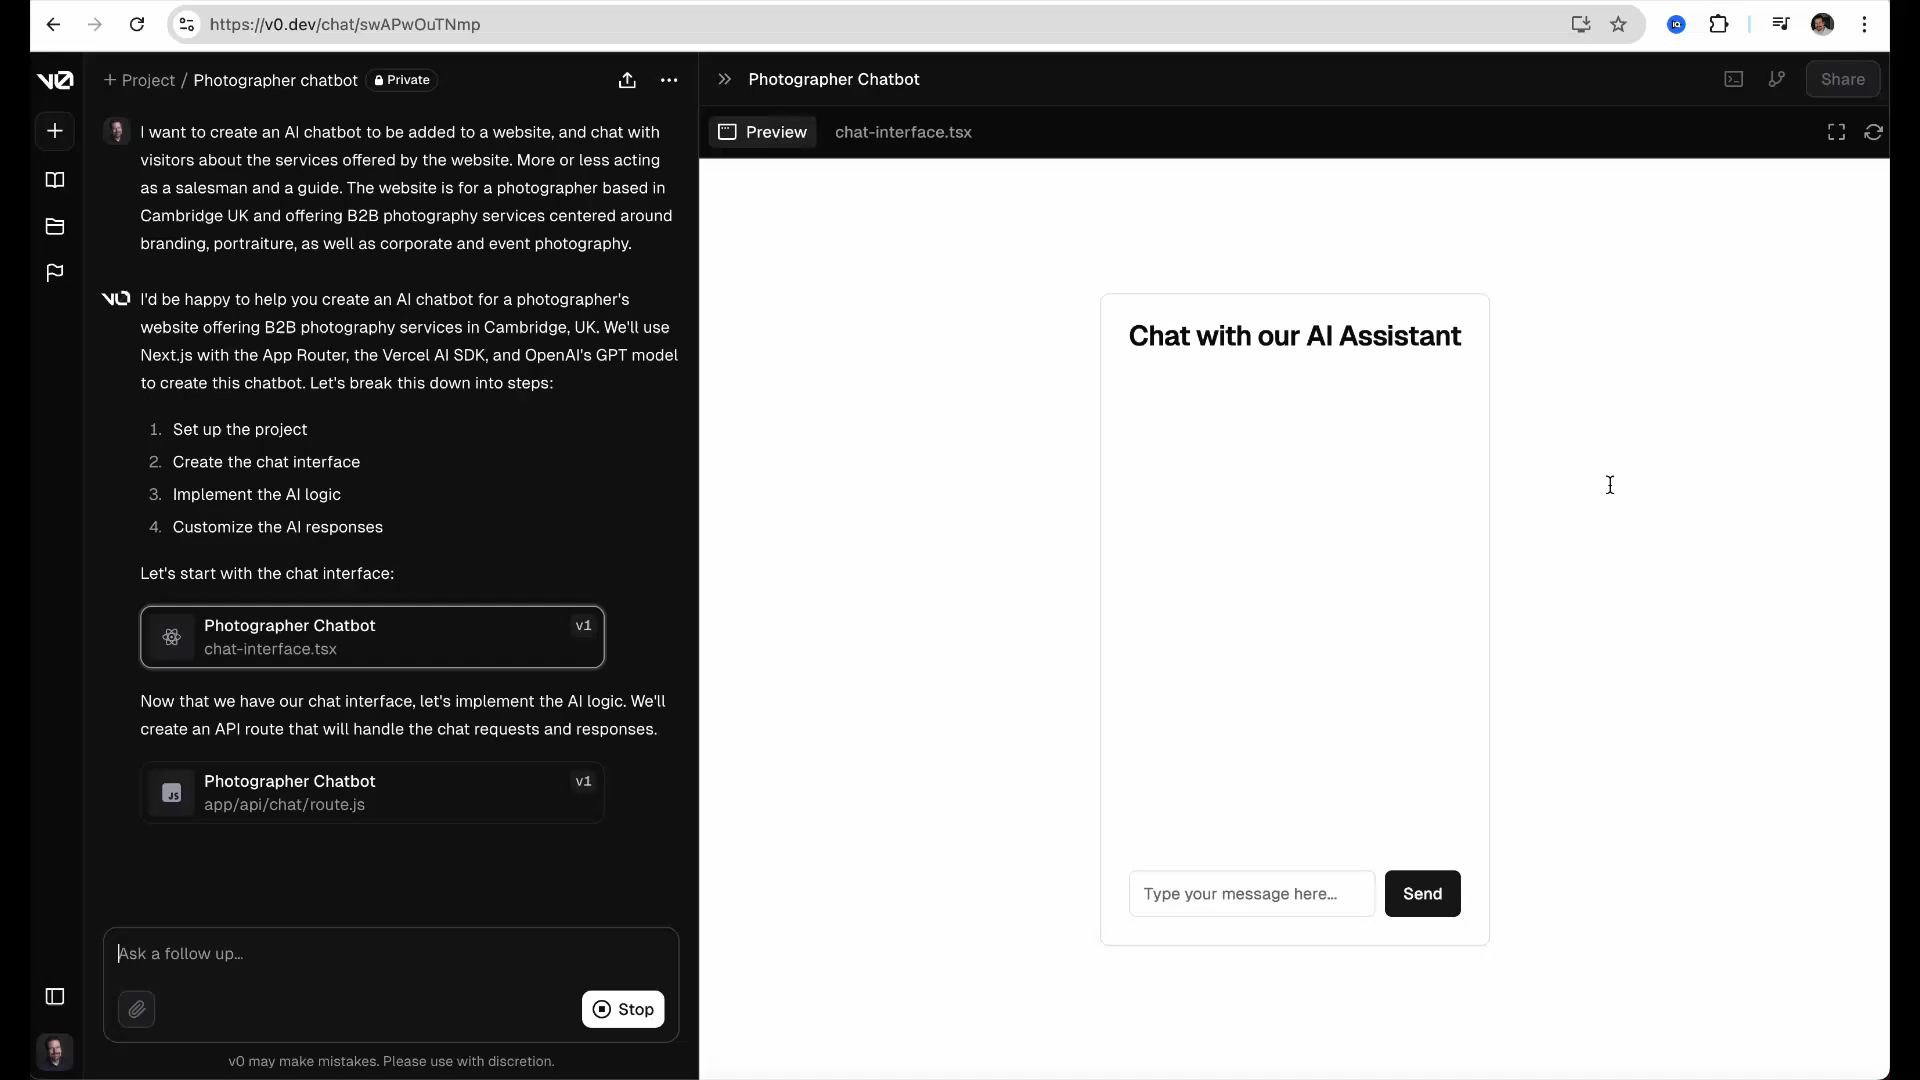 https://v0.dev/chat/swAPwOuTNmp
v0
+ Project / Photographer chatbot Private
I want to create an AI chatbot to be added to a website, and chat with
visitors about the services offered by the website. More or less acting
as a salesman and a guide. The website is for a photographer based in
Cambridge UK and offering B2B photography services centered around
branding, portraiture, as well as corporate and event photography.
v0
I'd be happy to help you create an AI chatbot for a photographer's
website offering B2B photography services in Cambridge, UK. We'll use
Next.js with the App Router, the Vercel AI SDK, and OpenAI's GPT model
to create this chatbot. Let's break this down into steps:
1. Set up the project
2. Create the chat interface
3. Implement the AI logic
4. Customize the AI responses
Let's start with the chat interface:
Photographer Chatbot v1
chat-interface.tsx
Now that we have our chat interface, let's implement the AI logic. We'll
create an API route that will handle the chat requests and responses.
JS
Photographer Chatbot v1
app/api/chat/route.js
Ask a follow up...
Stop
v0 may make mistakes. Please use with discretion.
Photographer Chatbot
Share
Preview chat-interface.tsx
Chat with our AI Assistant
Type your message here...
Send